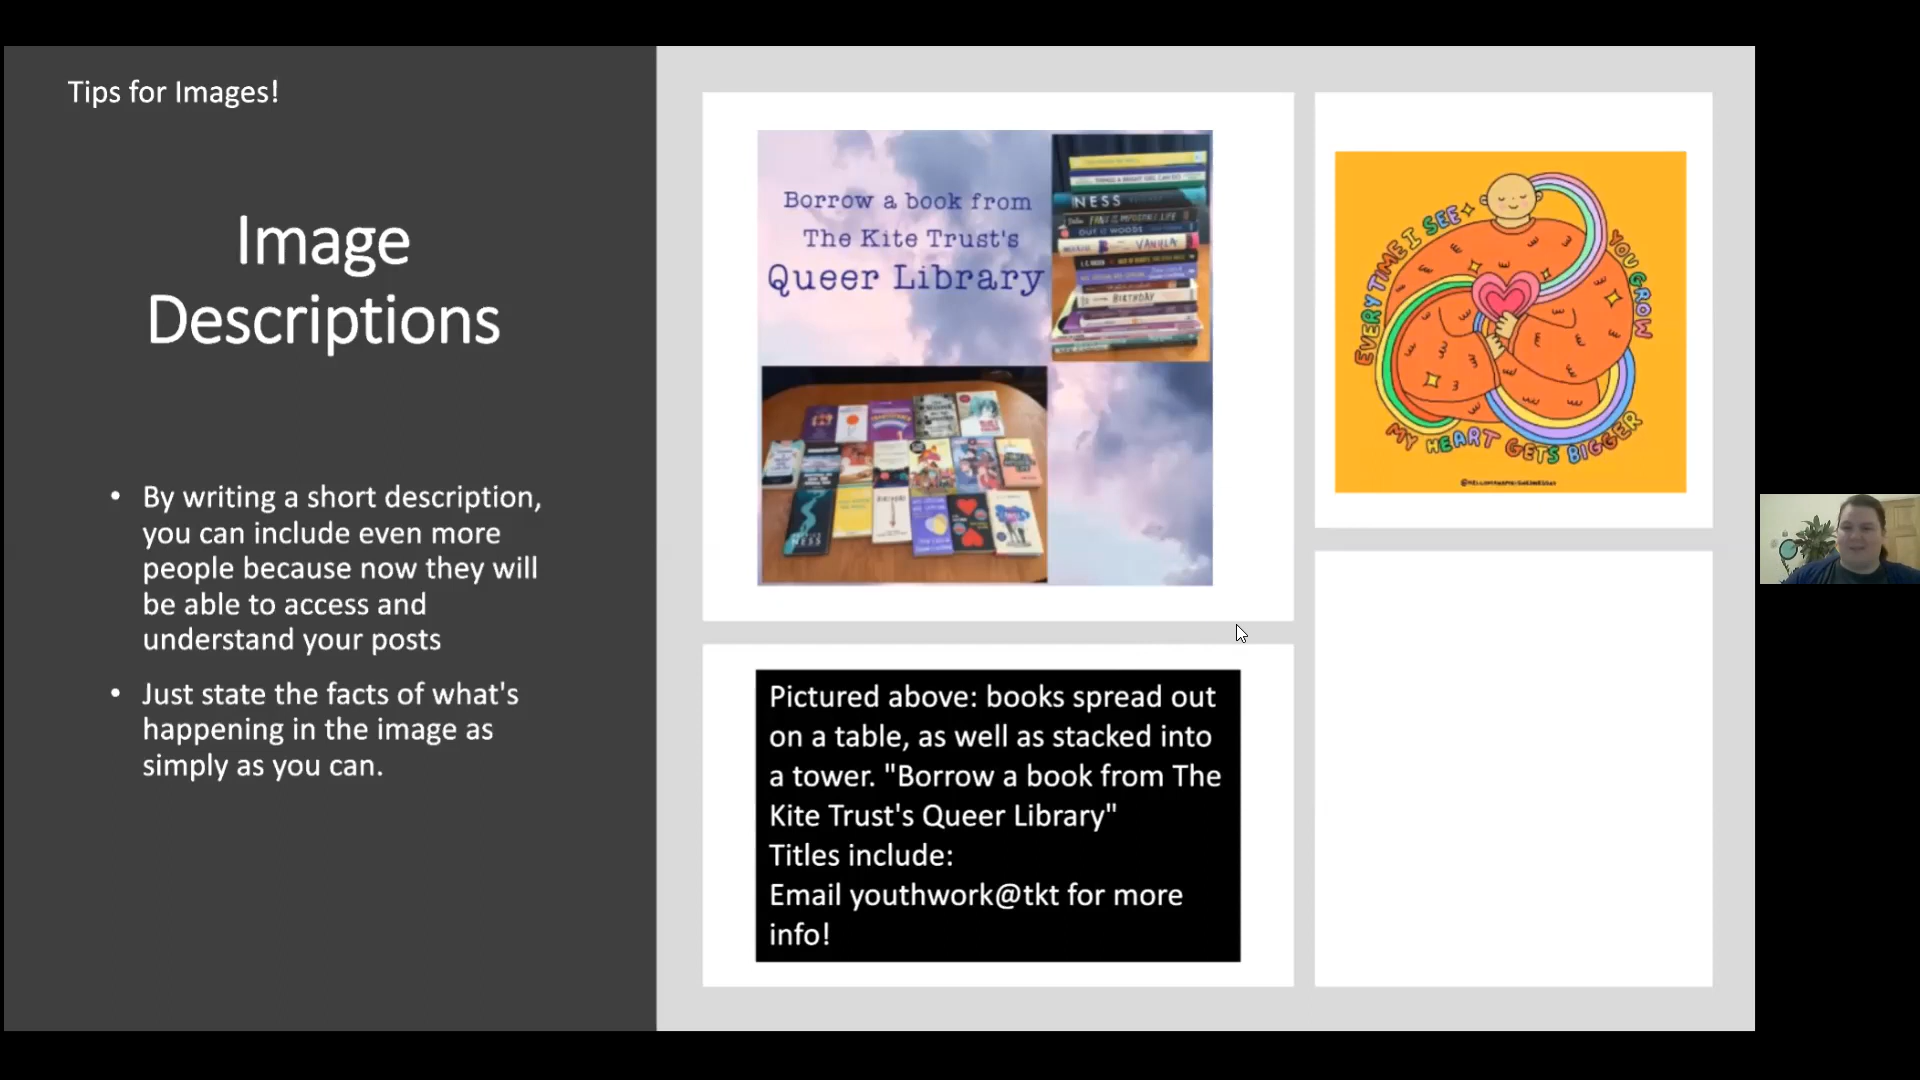 Tips for Images!
Image
Descriptions
• By writing a short description,
you can include even more
people because now they will
be able to access and
understand your posts
• Just state the facts of what's
happening in the image as
simply as you can.
Borrow a book from
The Kite Trust's
Queer Library
NESS
VANILLA
BIRTHDAY
NESS
Pictured above: books spread out
on a table, as well as stacked into
a tower. "Borrow a book from The
Kite Trust's Queer Library"
Titles include:
Email youthwork@tkt for more
info!
EVERY TIME I SEE
YOU GROW
MY HEART GETS BIGGER